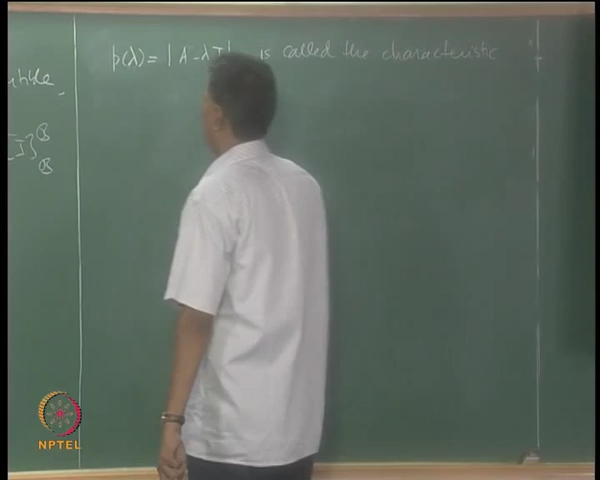 p(λ) = | A - λI | is called the characteristic
I]}
NPTEL